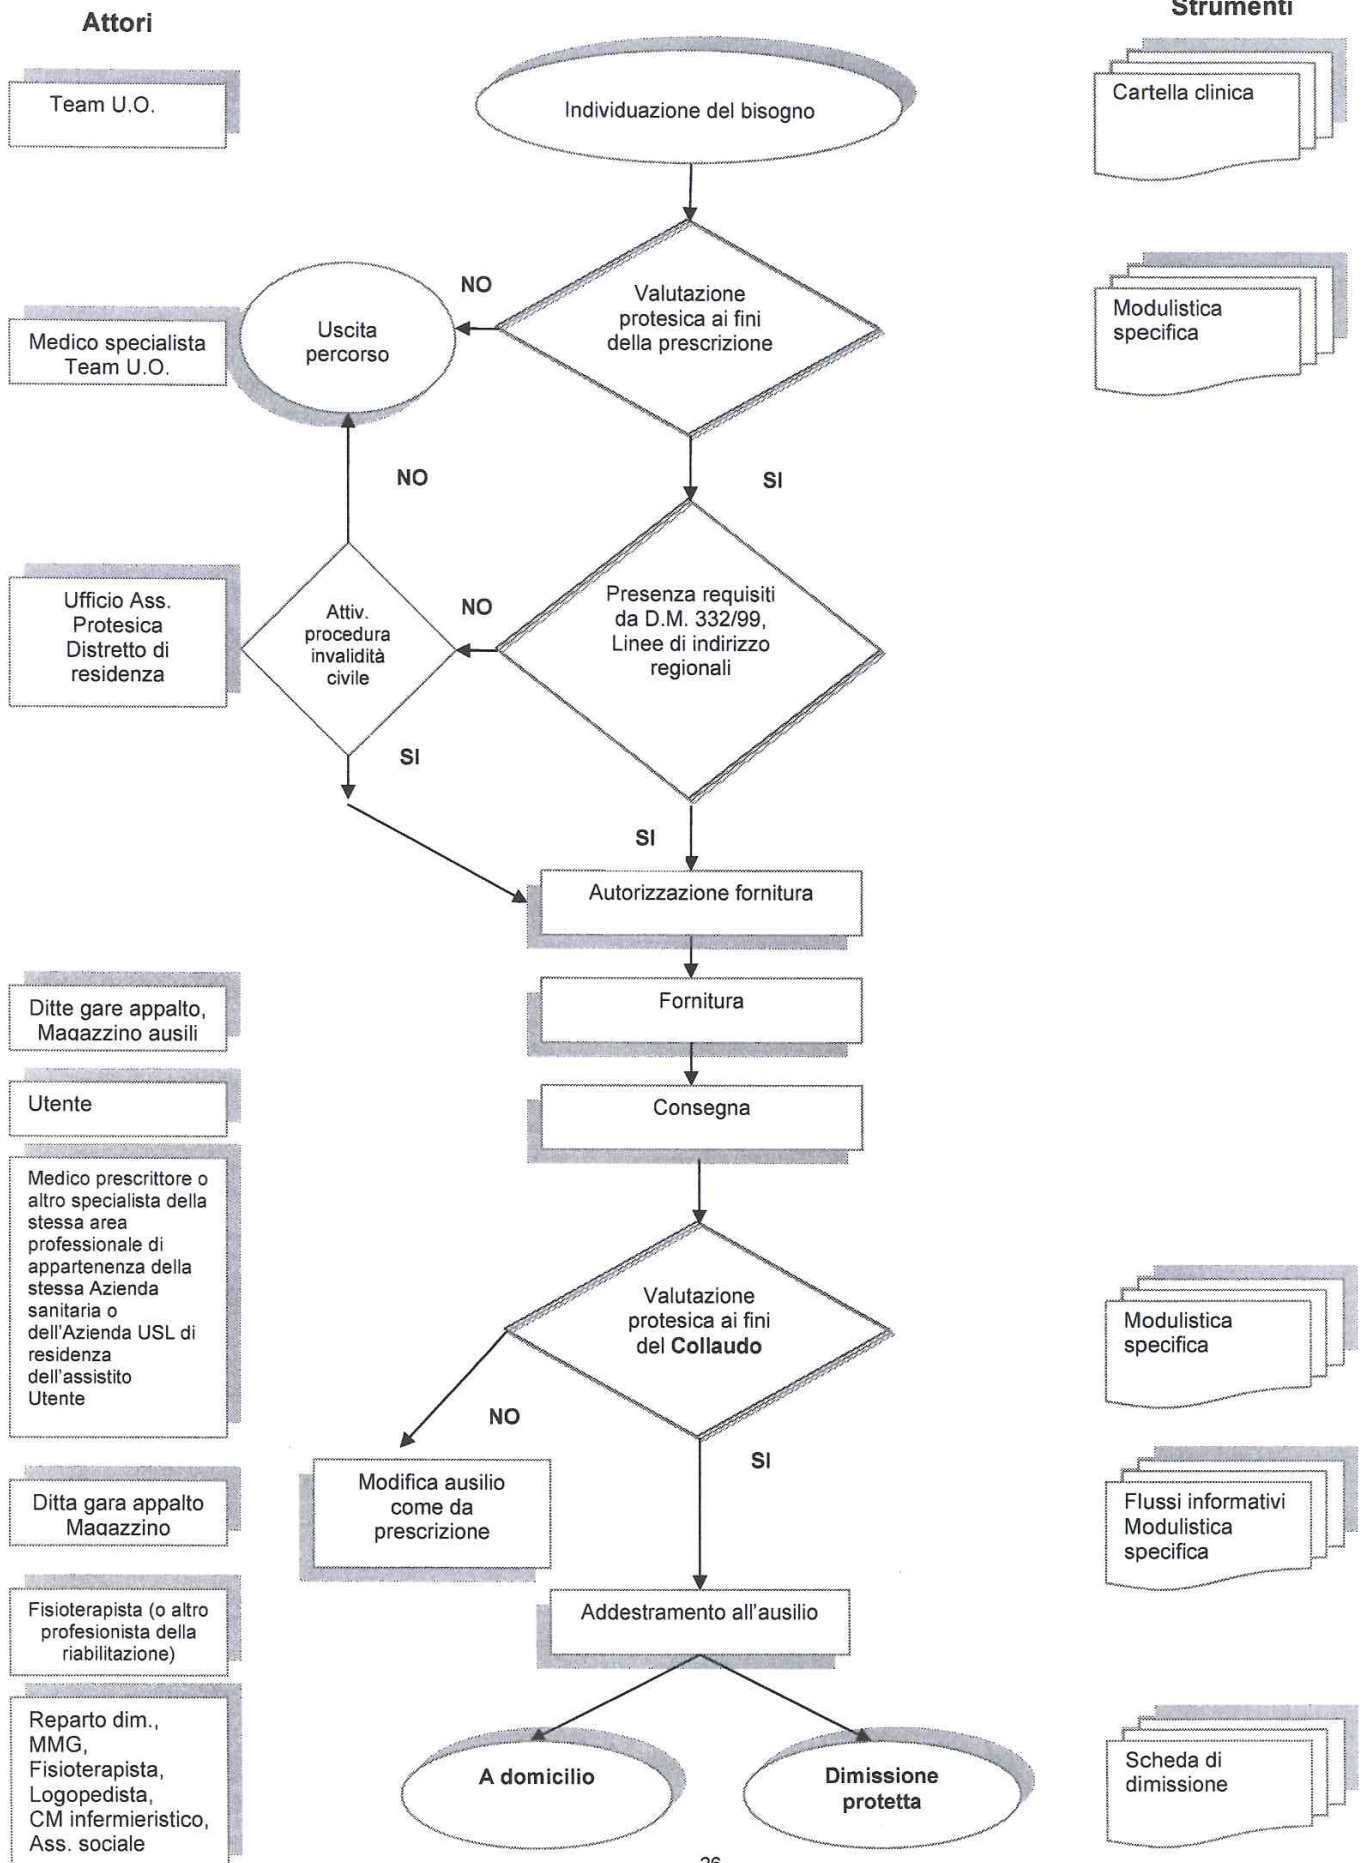 Attori
Strumenti
Team U.O.
Individuazione del bisogno
Cartella clinica
NO
Valutazione
protesica ai fini
della prescrizione
Modulistica
specifica
Uscita
percorso
Medico specialista
Team U.O.
NO
SI
Ufficio Ass.
Protesica
Distretto di
residenza
Attiv.
procedura
invalidità
civile
NO
Presenza requisiti
da D.M. 332/99,
Linee di indirizzo
regionali
SI
SI
Autorizzazione fornitura
Ditte gare appalto,
Magazzino ausili
Fornitura
Utente
Consegna
Medico prescrittore o
altro specialista della
stessa area
professionale di
appartenenza della
stessa Azienda
sanitaria o
dell'Azienda USL di
residenza
dell'assistito
Utente
Valutazione
protesica ai fini
del Collaudo
Modulistica
specifica
NO
SI
Ditta gara appalto
Magazzino
Modifica ausilio
come da
prescrizione
Flussi informativi
Modulistica
specifica
Fisioterapista (o altro
profesionista della
riabilitazione)
Addestramento all'ausilio
Reparto dim.,
MMG,
Fisioterapista,
Logopedista,
CM infermieristico,
Ass. sociale
A domicilio
Dimissione
protetta
Scheda di
dimissione
26